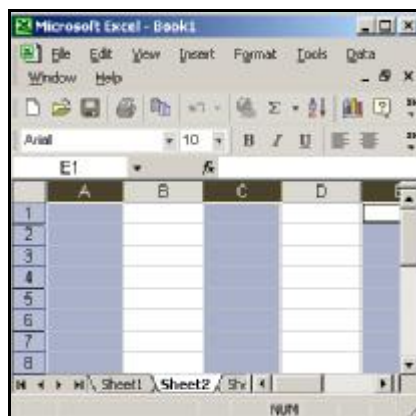 Microsoft Excel - Book1
File Edit View Insert Format Tools Data
Window Help
Arial 10 B I U
E1 fx
A B C D E
1
2
3
4
5
6
7
8
Sheet1 Sheet2 She
NUM